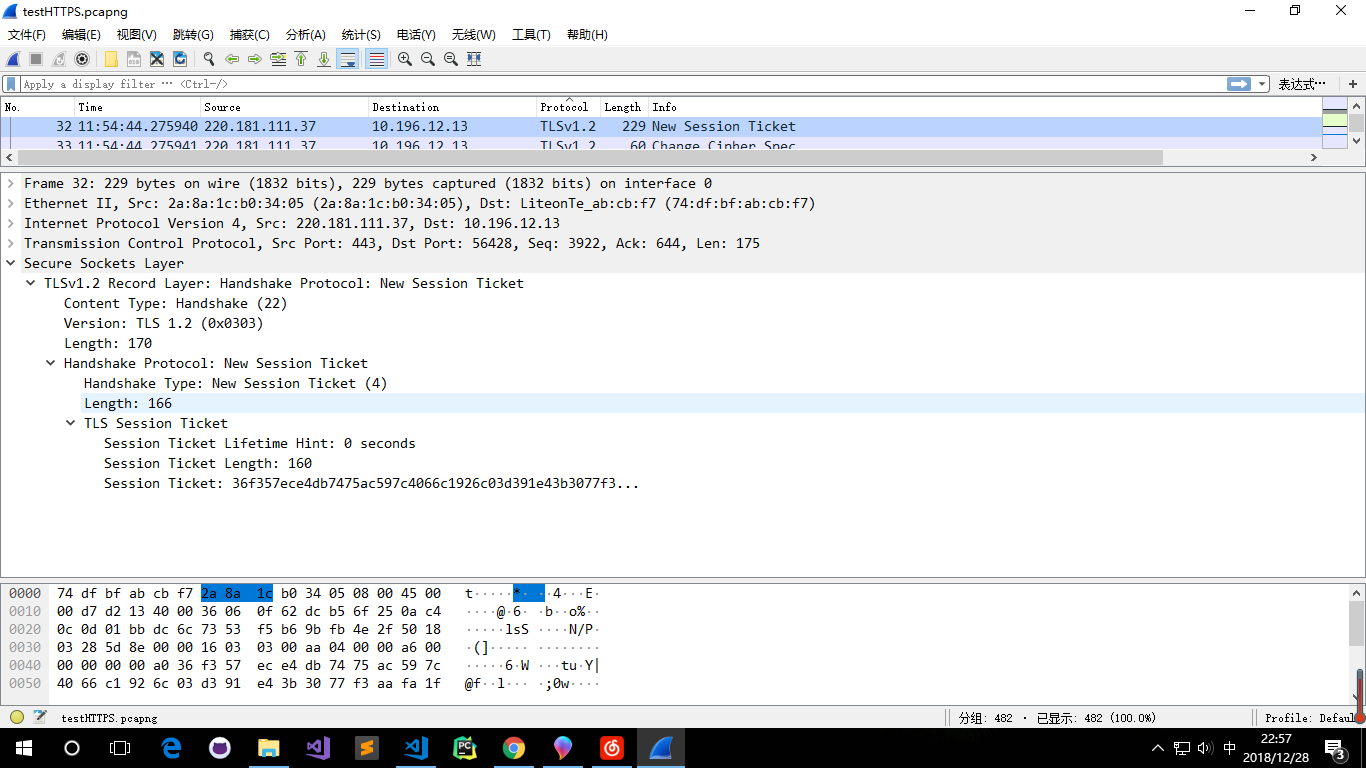 testHTTPS.pcapng
文件(F) 编辑(E) 视图(V) 跳转(G) 捕获(C) 分析(A) 统计(S) 电话(Y) 无线(W) 工具(T) 帮助(H)
Apply a display filter … <Ctrl-/> 表达式… +
No. Time Source Destination Protocol Length Info
32 11:54:44.275940 220.181.111.37 10.196.12.13 TLSv1.2 229 New Session Ticket
33 11:54:44.275941 220.181.111.37 10.196.12.13 TLSv1.2 60 Change Cipher Spec
Frame 32: 229 bytes on wire (1832 bits), 229 bytes captured (1832 bits) on interface 0
Ethernet II, Src: 2a:8a:1c:b0:34:05 (2a:8a:1c:b0:34:05), Dst: LiteonTe_ab:cb:f7 (74:df:bf:ab:cb:f7)
Internet Protocol Version 4, Src: 220.181.111.37, Dst: 10.196.12.13
Transmission Control Protocol, Src Port: 443, Dst Port: 56428, Seq: 3922, Ack: 644, Len: 175
Secure Sockets Layer
TLSv1.2 Record Layer: Handshake Protocol: New Session Ticket
Content Type: Handshake (22)
Version: TLS 1.2 (0x0303)
Length: 170
Handshake Protocol: New Session Ticket
Handshake Type: New Session Ticket (4)
Length: 166
TLS Session Ticket
Session Ticket Lifetime Hint: 0 seconds
Session Ticket Length: 160
Session Ticket: 36f357ece4db7475ac597c4066c1926c03d391e43b3077f3...
0000 74 df bf ab cb f7 2a 8a 1c b0 34 05 08 00 45 00 t·····*· ··4···E·
0010 00 d7 d2 13 40 00 36 06 0f 62 dc b5 6f 25 0a c4 ····@·6· ·b··o%··
0020 0c 0d 01 bb dc 6c 73 53 f5 b6 9b fb 4e 2f 50 18 ·····lsS ····N/P·
0030 03 28 5d 8e 00 00 16 03 03 00 aa 04 00 00 a6 00 ·(]····· ········
0040 00 00 00 00 a0 36 f3 57 ec e4 db 74 75 ac 59 7c ·····6·W ···tu·Y|
0050 40 66 c1 92 6c 03 d3 91 e4 3b 30 77 f3 aa fa 1f @f··l··· ·;0w····
testHTTPS.pcapng 分组: 482 · 已显示: 482 (100.0%) Profile: Defaul
PC 中 22:57
2018/12/28 3